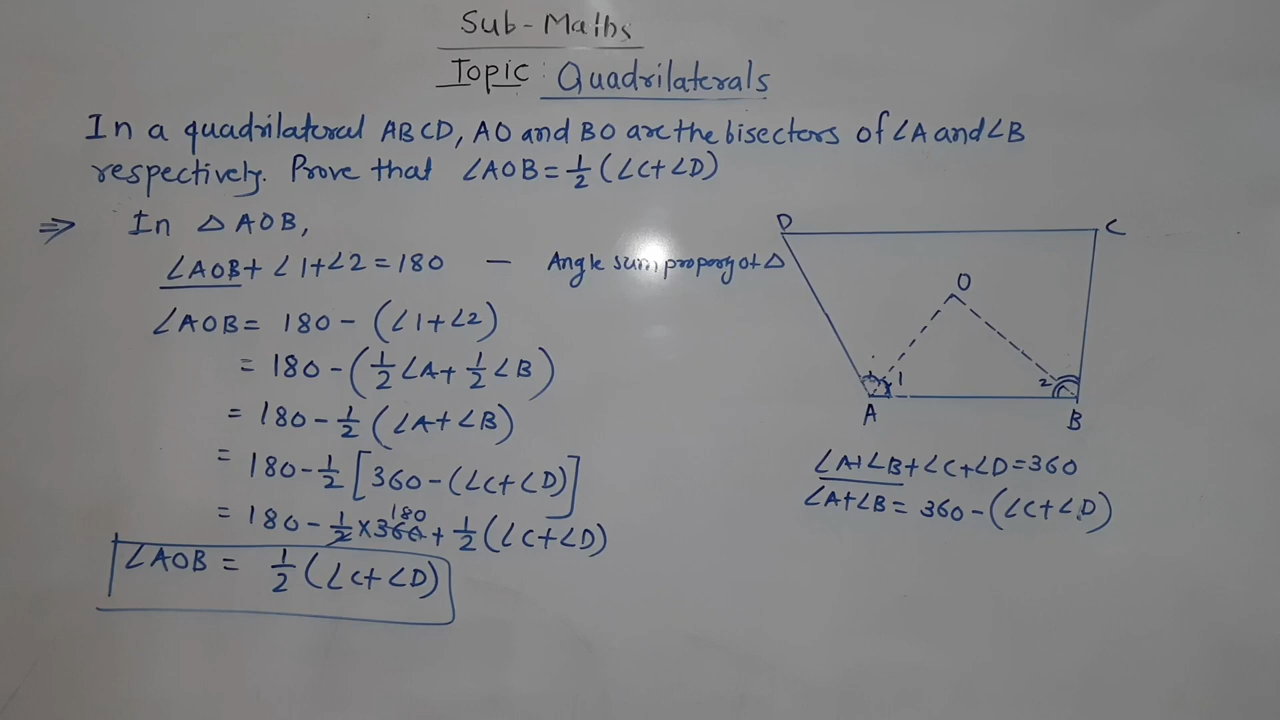 Sub-Maths
Topic: Quadrilaterals
In a quadrilateral ABCD, AO and BO are the bisectors of ∠A and ∠B
respectively. Prove that ∠AOB = 1/2 (∠C+∠D)
⇒ In △ AOB,
∠AOB + ∠1+∠2 = 180 — Angle sum propery of △
∠AOB = 180 - (∠1+∠2)
= 180 - (1/2 ∠A + 1/2 ∠B)
= 180 - 1/2 (∠A+∠B)
= 180 - 1/2 [360 - (∠C+∠D)]
= 180 - 1/2 × 360 180 + 1/2 (∠C+∠D)
∠AOB = 1/2 (∠C+∠D)
D
C
O
1
2
A
B
∠A+∠B+∠C+∠D=360
∠A+∠B = 360 - (∠C+∠D)